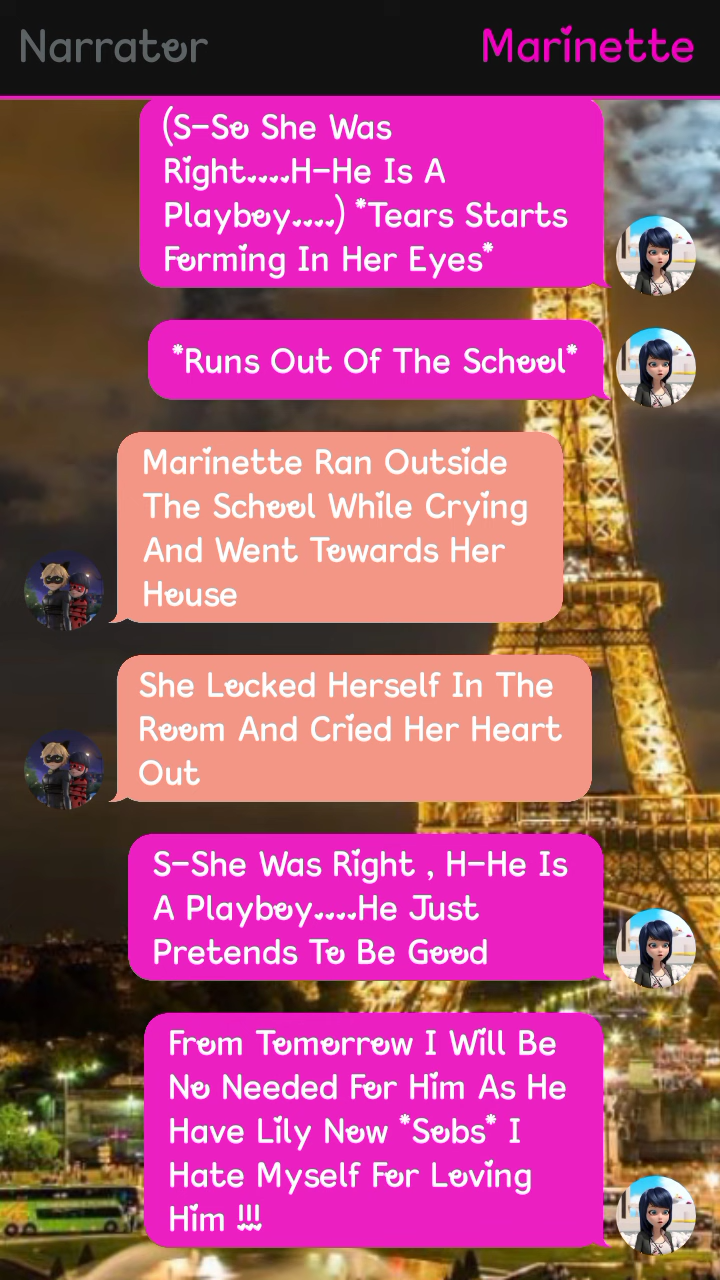 Narrator
Marinette
(S-So She Was
Right....H-He Is A
Playboy....) *Tears Starts
Forming In Her Eyes*
*Runs Out Of The School*
Marinette Ran Outside
The School While Crying
And Went Towards Her
House
She Locked Herself In The
Room And Cried Her Heart
Out
S-She Was Right , H-He Is
A Playboy....He Just
Pretends To Be Good
From Tomorrow I Will Be
No Needed For Him As He
Have Lily Now *Sobs* I
Hate Myself For Loving
Him !!!